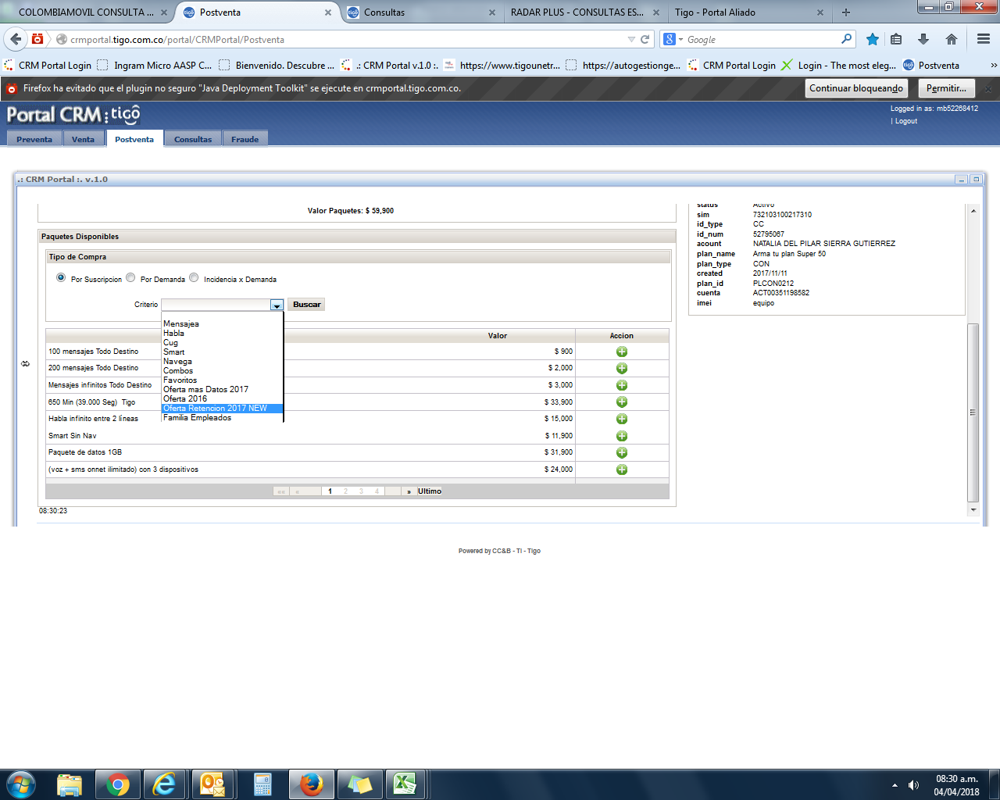 COLOMBIAMOVIL CONSULTA ...
Postventa
Consultas
RADAR PLUS - CONSULTAS ES...
Tigo - Portal Aliado
crmportal.tigo.com.co/portal/CRMPortal/Postventa
Google
CRM Portal Login
Ingram Micro AASP C...
Bienvenido. Descubre ...
.: CRM Portal v.1.0 :.
https://www.tigounetr...
https://autogestionge...
CRM Portal Login
Login - The most eleg...
Postventa
»
Firefox ha evitado que el plugin no seguro "Java Deployment Toolkit" se ejecute en crmportal.tigo.com.co.
Continuar bloqueando
Permitir...
Portal CRM : tigo
Logged in as: mb52268412
| Logout
Preventa
Venta
Postventa
Consultas
Fraude
.: CRM Portal :. v.1.0
Valor Paquetes: $ 59,900
Paquetes Disponibles
Tipo de Compra
Por Suscripcion
Por Demanda
Incidencia x Demanda
Criterio
Buscar
Mensajea
Habla
Cug
Smart
Navega
Combos
Favoritos
Oferta mas Datos 2017
Oferta 2016
Oferta Retencion 2017 NEW
Familia Empleados
Valor Accion
100 mensajes Todo Destino $ 900
200 mensajes Todo Destino $ 2,000
Mensajes infinitos Todo Destino $ 3,000
650 Min (39.000 Seg) Tigo $ 33,900
Habla infinito entre 2 líneas $ 15,000
Smart Sin Nav $ 11,900
Paquete de datos 1GB $ 31,900
(voz + sms onnet ilimitado) con 3 dispositivos $ 24,000
«« « 1 2 3 4 » Ultimo
08:30:23
status Activo
sim 732103100217310
id_type CC
id_num 52795067
acount NATALIA DEL PILAR SIERRA GUTIERREZ
plan_name Arma tu plan Super 50
plan_type CON
created 2017/11/11
plan_id PLCON0212
cuenta ACT00351198582
imei equipo
Powered by CC&B - TI - Tigo
08:30 a.m.
04/04/2018